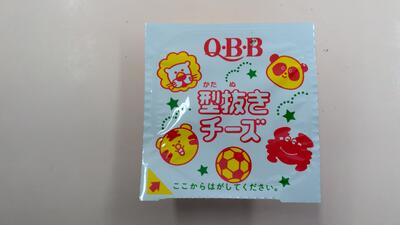 Q・B・B
かた ぬ
型抜き
チーズ
ここからはがしてください。